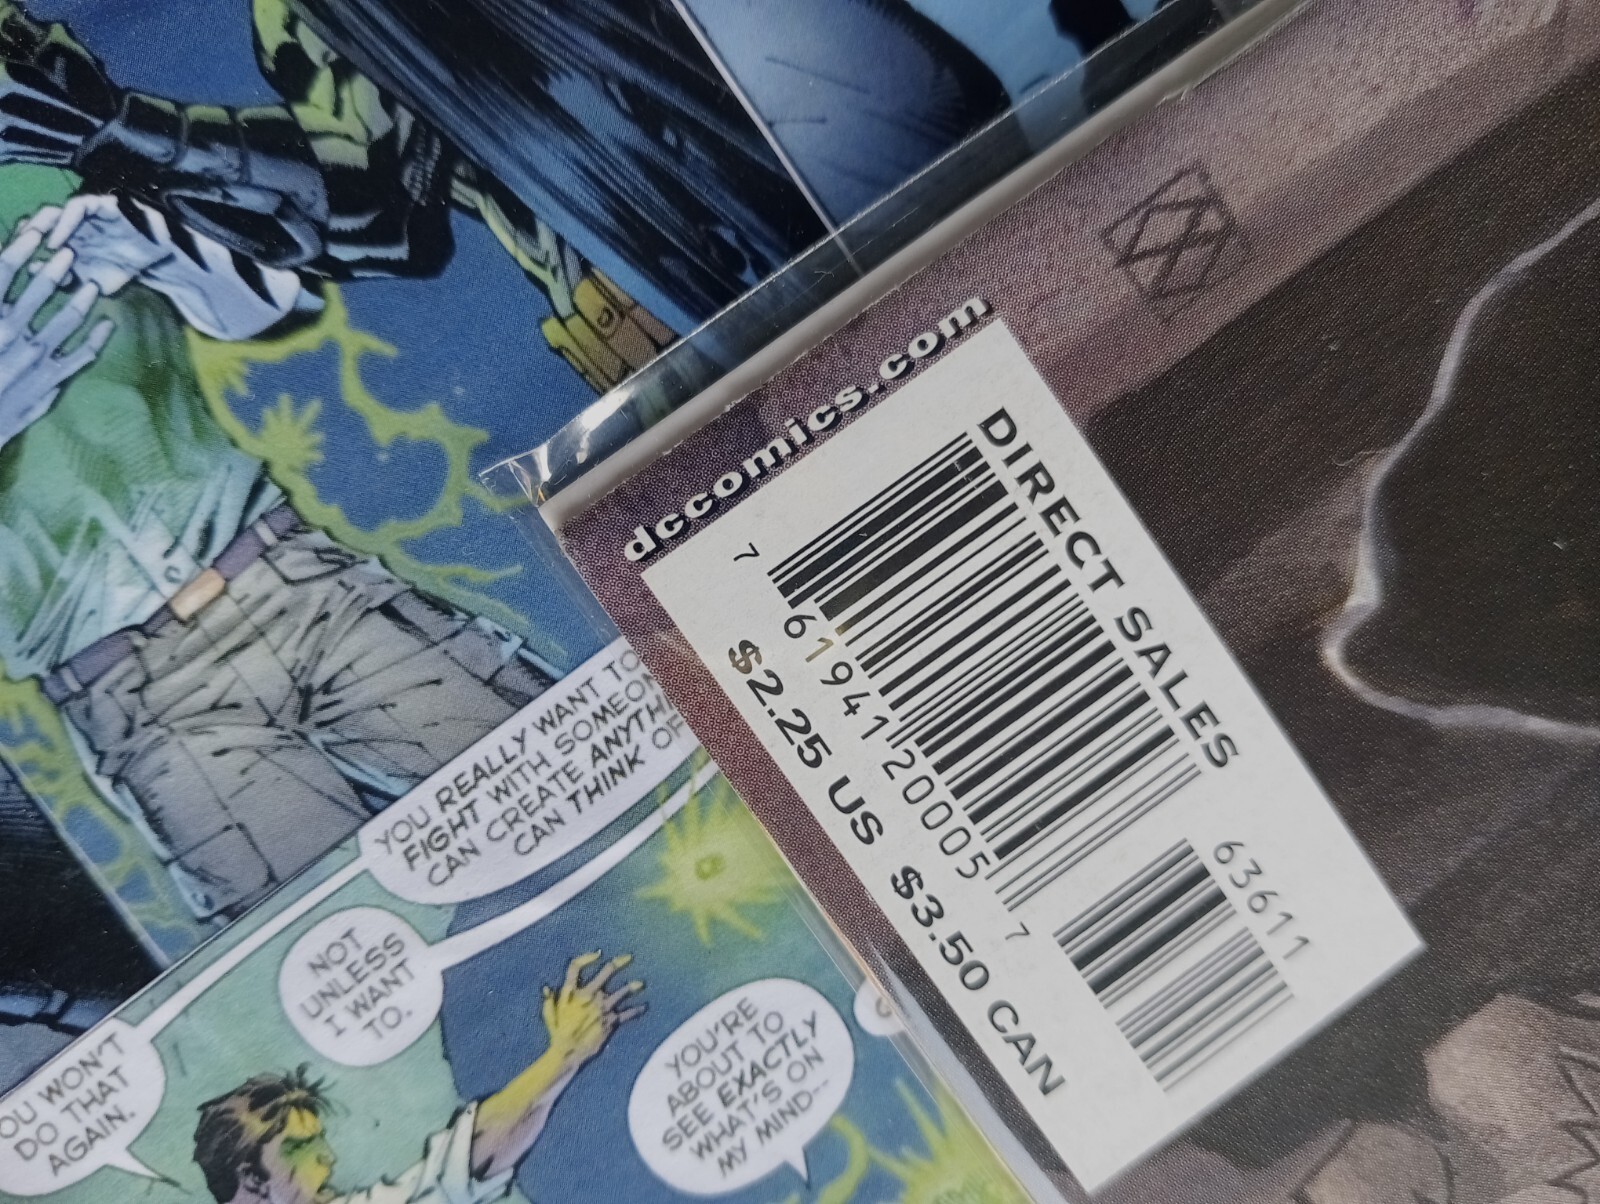 dccomics.com
DIRECT SALES
7
61941 20005
7
63611
$2.25 US $3.50 CAN
YOU REALLY WANT TO
FIGHT WITH SOMEON
CAN CREATE ANYTH
CAN THINK OF
NOT
UNLESS
I WANT
TO.
OU WON'T
DO THAT
AGAIN.
YOU'RE
ABOUT TO
SEE EXACTLY
WHAT'S ON
MY MIND--